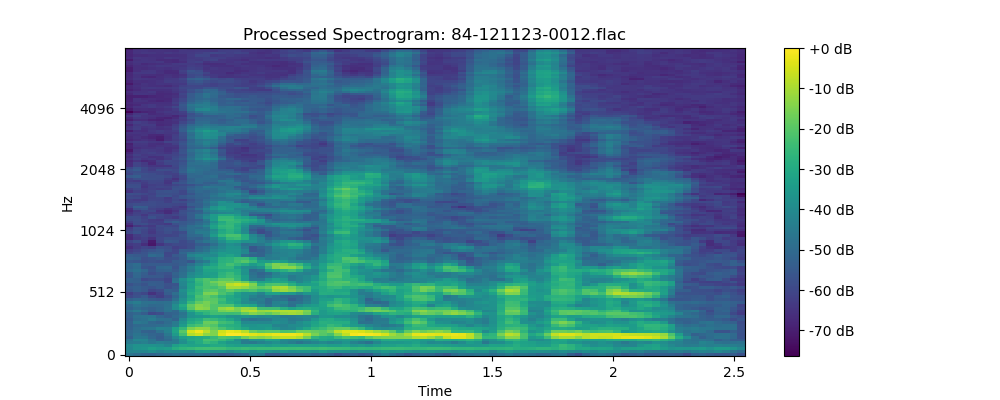 Processed Spectrogram: 84-121123-0012.flac
Hz
4096
2048
1024
512
0
0
0.5
1
1.5
2
2.5
Time
+0 dB
-10 dB
-20 dB
-30 dB
-40 dB
-50 dB
-60 dB
-70 dB